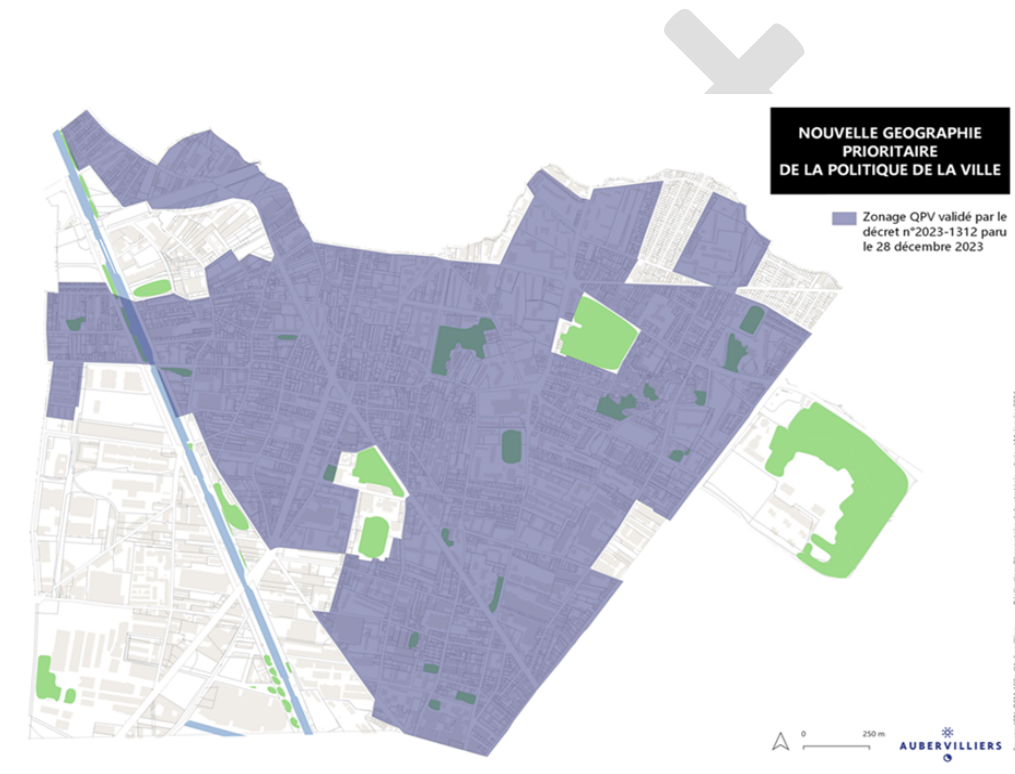 NOUVELLE GEOGRAPHIE
PRIORITAIRE
DE LA POLITIQUE DE LA VILLE
Zonage QPV validé par le
décret n°2023-1312 paru
le 28 décembre 2023
0 250 m
AUBERVILLIERS